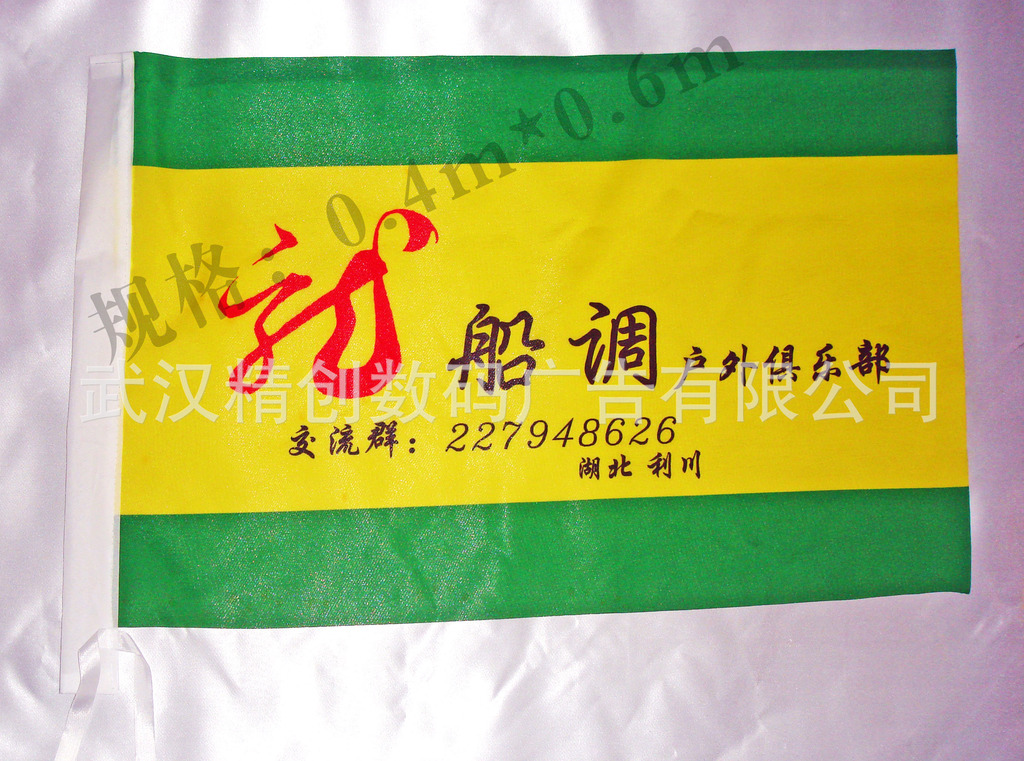 规格：0.4m*0.6m
龙船调户外俱乐部
武汉精创数码广告有限公司
交流群：227948626
湖北 利川